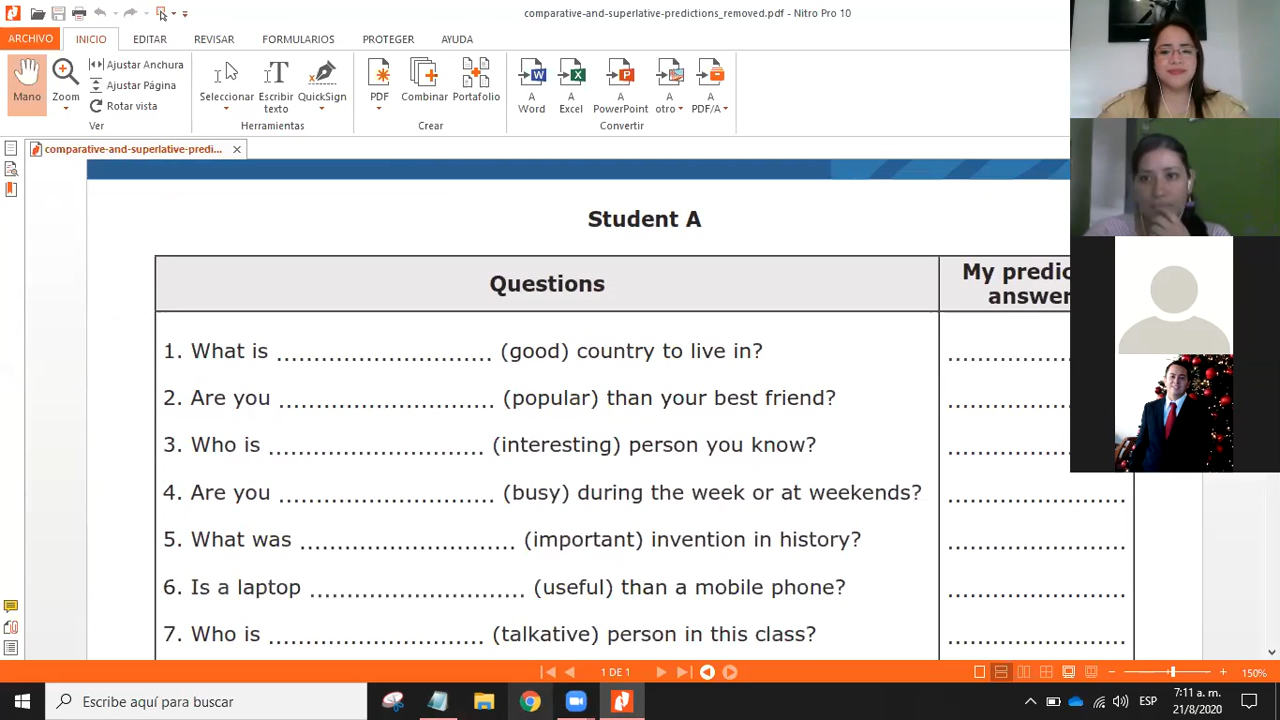 comparative-and-superlative-predictions_removed.pdf - Nitro Pro 10
ARCHIVO INICIO EDITAR REVISAR FORMULARIOS PROTEGER AYUDA
Mano
Zoom
Ajustar Anchura
Ajustar Página
Rotar vista
Ver
Seleccionar
Escribir texto
QuickSign
Herramientas
PDF
Combinar
Portafolio
Crear
A Word
A Excel
A PowerPoint
A otro
A PDF/A
Convertir
comparative-and-superlative-predi...
Student A
Questions
My predic
answer
1. What is ............................ (good) country to live in?
2. Are you ............................ (popular) than your best friend?
3. Who is ............................ (interesting) person you know?
4. Are you ............................ (busy) during the week or at weekends?
5. What was ............................ (important) invention in history?
6. Is a laptop ............................ (useful) than a mobile phone?
7. Who is ............................ (talkative) person in this class?
1 DE 1
150%
Escribe aquí para buscar
ESP
7:11 a. m.
21/8/2020